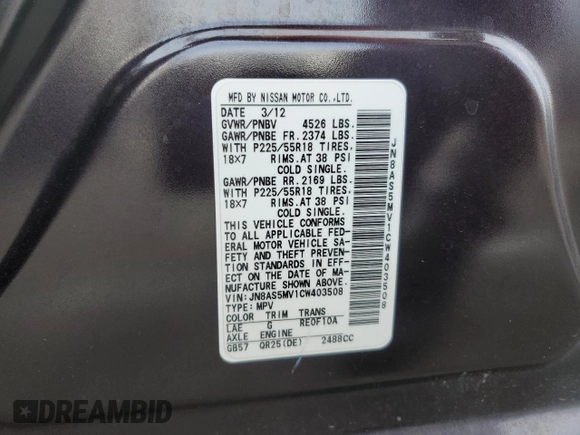 MFD BY NISSAN MOTOR CO.,LTD.
DATE 3/12
GVWR/PNBV 4526 LBS.
GAWR/PNBE FR. 2374 LBS.
WITH P225/55R18 TIRES.
18X7 RIMS.AT 38 PSI
COLD SINGLE.
GAWR/PNBE RR. 2169 LBS.
WITH P225/55R18 TIRES.
18X7 RIMS.AT 38 PSI
COLD SINGLE.
THIS VEHICLE CONFORMS
TO ALL APPLICABLE FED-
ERAL MOTOR VEHICLE SA-
FETY AND THEFT PREVEN-
TION STANDARDS IN EFF-
ECT ON THE DATE OF MA-
NUFACTURE SHOWN ABOVE.
VIN:JN8AS5MV1CW403508
TYPE:MPV
COLOR TRIM TRANS
LAE G RE0F10A
AXLE ENGINE
GB57 QR25(DE) 2488CC
JN8AS5MV1CW403508
DREAMBID